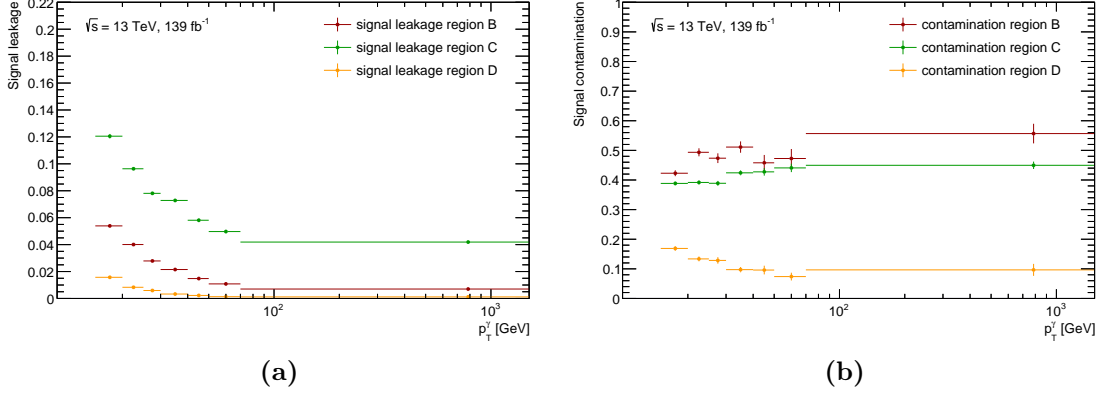 Signal leakage
0.22
0.2
0.18
0.16
0.14
0.12
0.1
0.08
0.06
0.04
0.02
0
√s = 13 TeV, 139 fb⁻¹
signal leakage region B
signal leakage region C
signal leakage region D
10² 10³
p_T^γ [GeV]
(a)
Signal contamination
1
0.9
0.8
0.7
0.6
0.5
0.4
0.3
0.2
0.1
0
√s = 13 TeV, 139 fb⁻¹
contamination region B
contamination region C
contamination region D
10² 10³
p_T^γ [GeV]
(b)